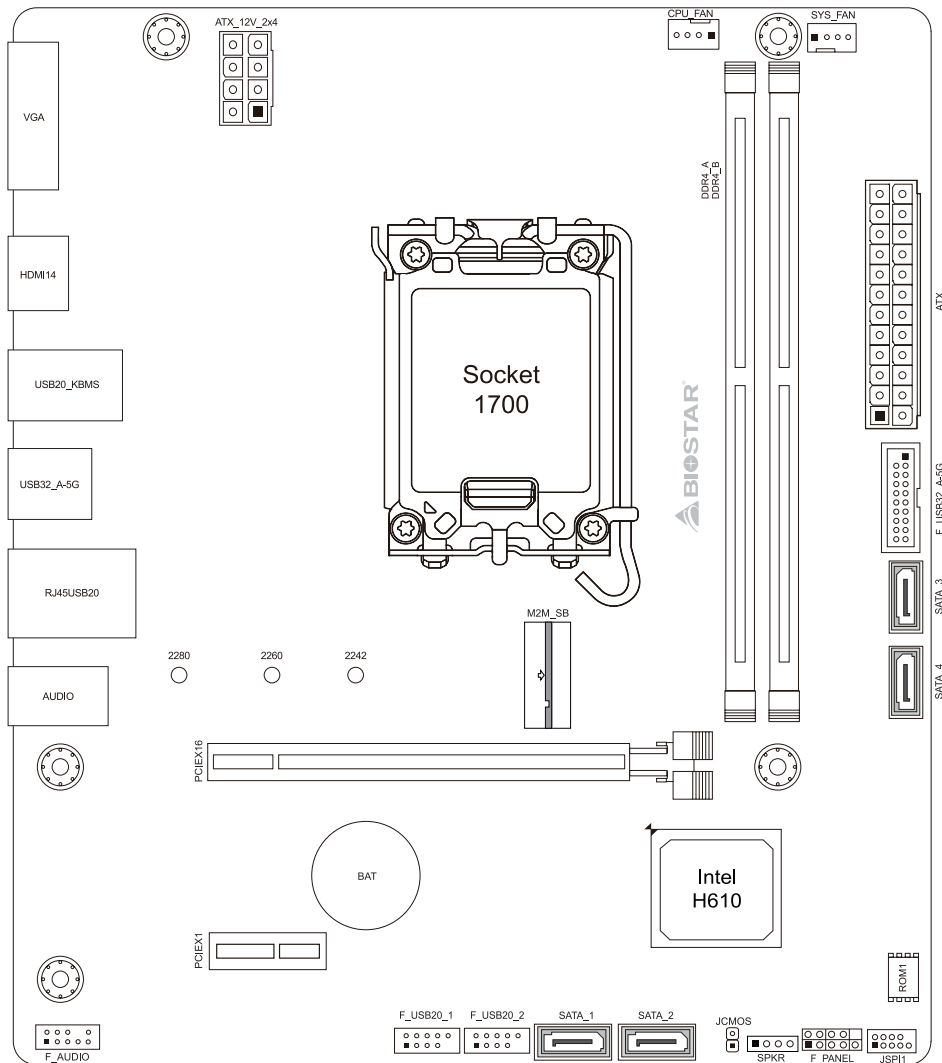 ATX_12V_2x4
CPU_FAN
SYS_FAN
VGA
DDR4_A
DDR4_B
HDMI14
ATX
USB20_KBMS
Socket
1700
BIOSTAR®
USB32_A-5G
F_USB32_A-5G
RJ45USB20
SATA_3
M2M_SB
2280
2260
2242
SATA_4
AUDIO
PCIEX16
BAT
Intel
H610
PCIEX1
ROM1
F_USB20_1
F_USB20_2
SATA_1
SATA_2
JCMOS
F_AUDIO
SPKR
F_PANEL
JSPI1